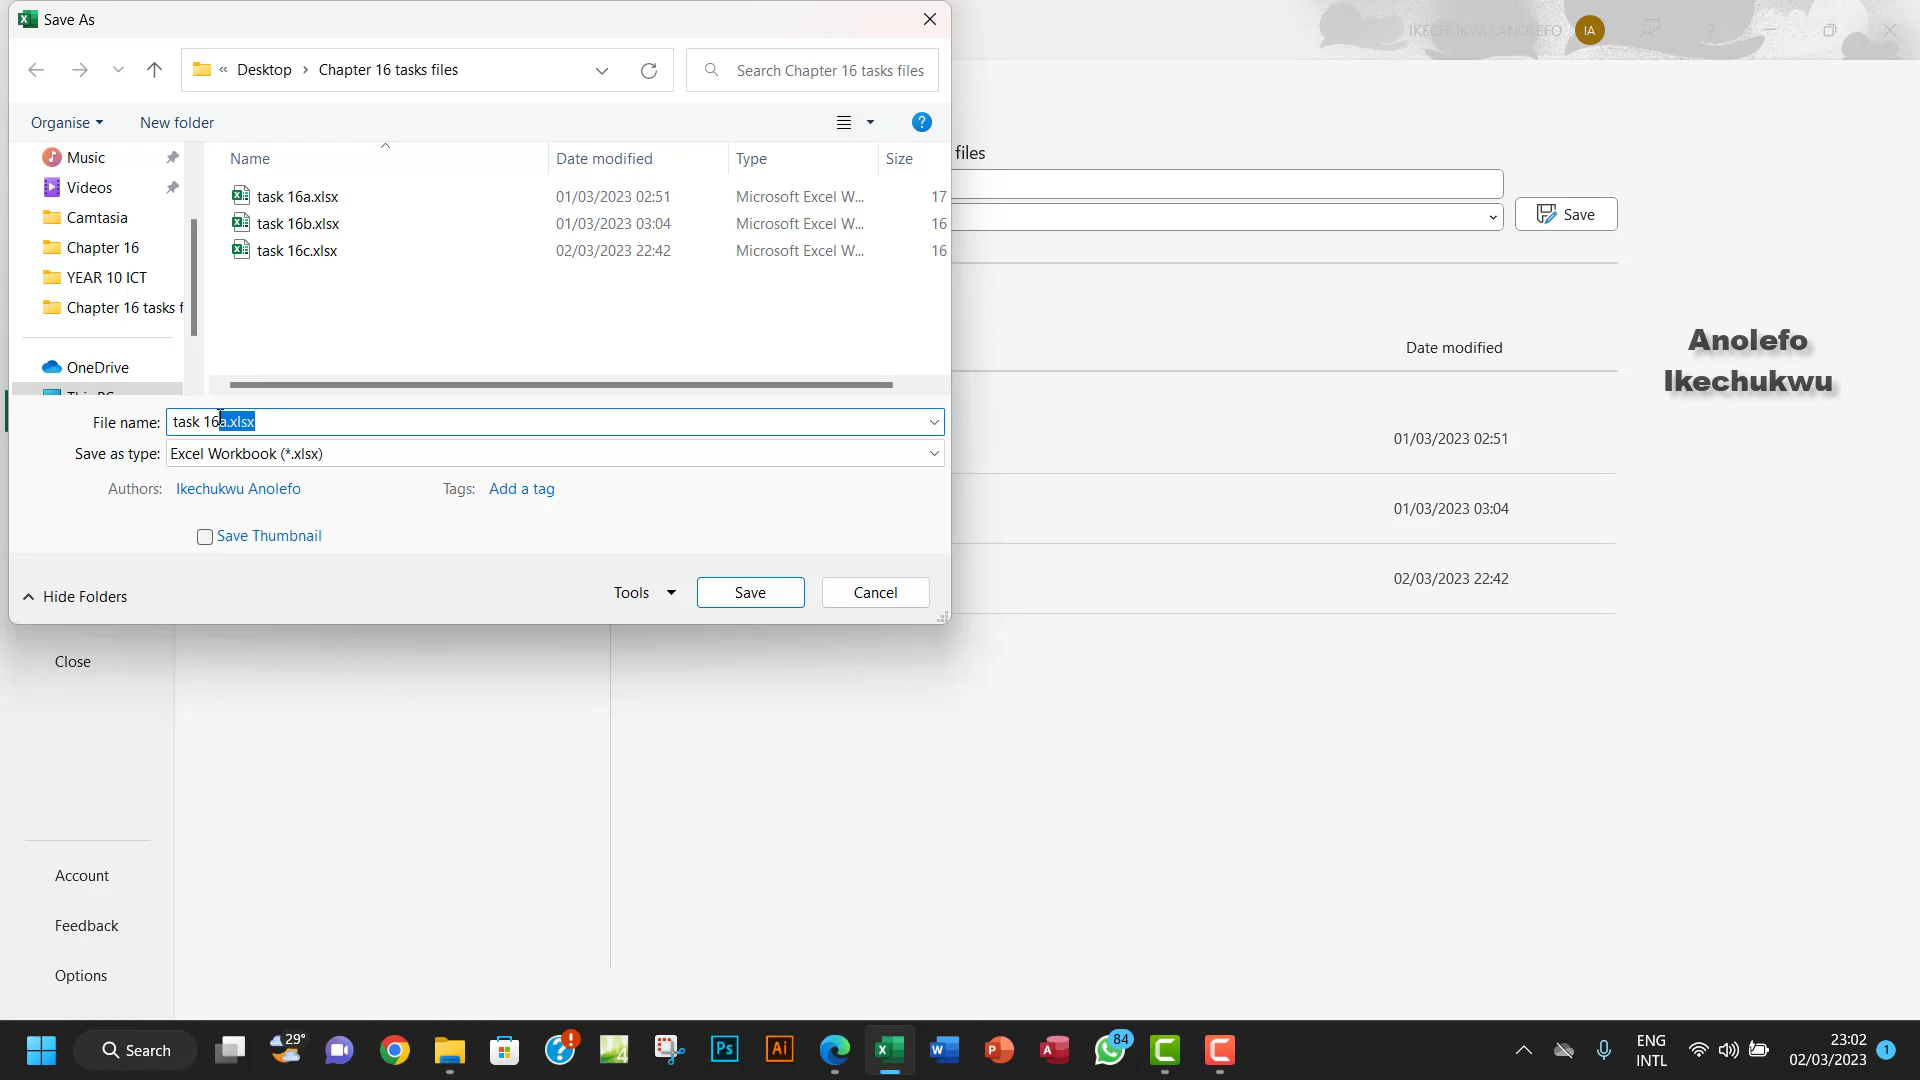 Save As
IKECHUKWU ANOLEFO
IA
?
« Desktop › Chapter 16 tasks files
Search Chapter 16 tasks files
Organise
New folder
?
Name
Date modified
Type
Size
Music
Videos
Camtasia
Chapter 16
YEAR 10 ICT
Chapter 16 tasks f
OneDrive
task 16a.xlsx 01/03/2023 02:51 Microsoft Excel W... 17
task 16b.xlsx 01/03/2023 03:04 Microsoft Excel W... 16
task 16c.xlsx 02/03/2023 22:42 Microsoft Excel W... 16
files
Save
Date modified
Anolefo
Ikechukwu
01/03/2023 02:51
01/03/2023 03:04
02/03/2023 22:42
File name: task 16a.xlsx
Save as type: Excel Workbook (*.xlsx)
Authors: Ikechukwu Anolefo
Tags: Add a tag
Save Thumbnail
Hide Folders
Tools
Save
Cancel
Close
Account
Feedback
Options
Search
29°
?
!
4
Ps
Ai
X
W
P
A
84
C
C
ENG
INTL
23:02
02/03/2023
1